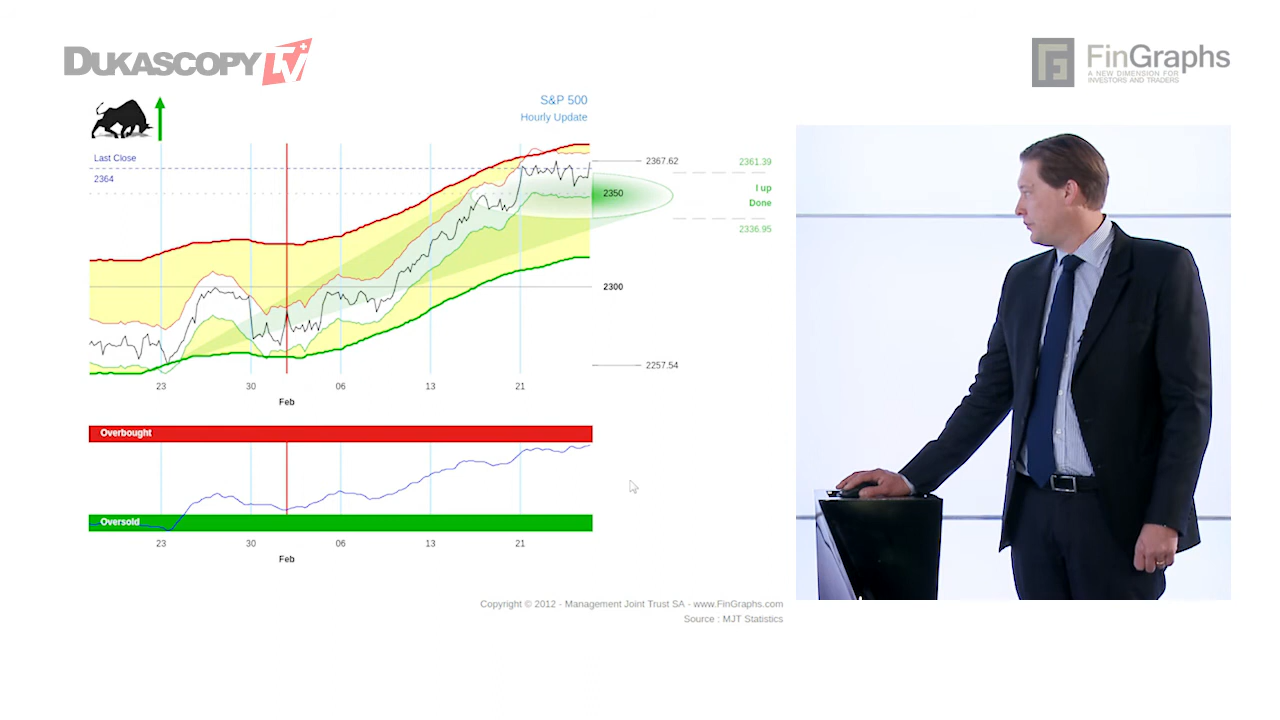 DUKASCOPY TV
FinGraphs
A NEW DIMENSION FOR
INVESTORS AND TRADERS
S&P 500
Hourly Update
Last Close
2364
2367.62
2361.39
2350
I up
Done
2336.95
2300
2257.54
23 30 06 13 21
Feb
Overbought
Oversold
23 30 06 13 21
Feb
Copyright © 2012 - Management Joint Trust SA - www.FinGraphs.com
Source : MJT Statistics